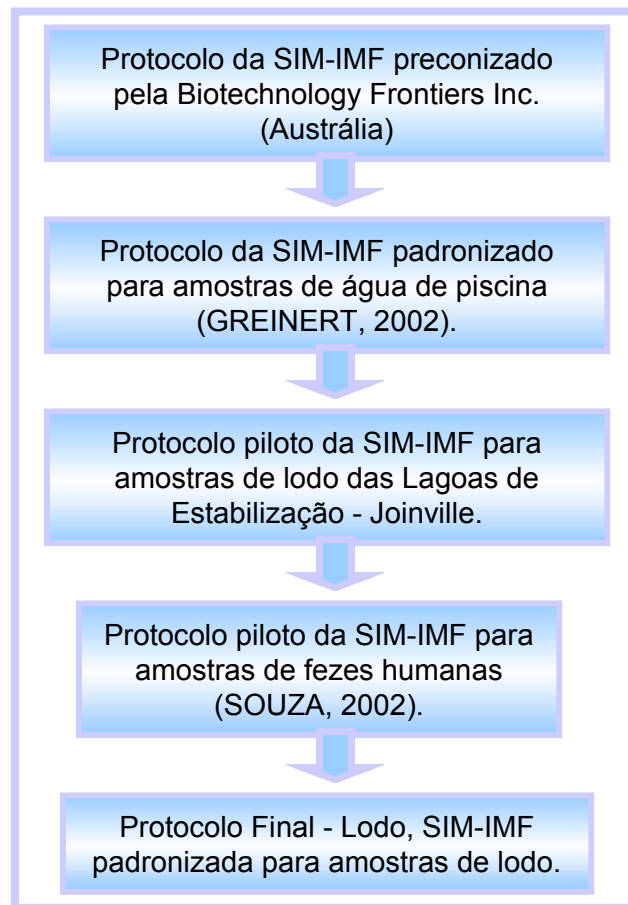 Protocolo da SIM-IMF preconizado
pela Biotechnology Frontiers Inc.
(Austrália)
Protocolo da SIM-IMF padronizado
para amostras de água de piscina
(GREINERT, 2002).
Protocolo piloto da SIM-IMF para
amostras de lodo das Lagoas de
Estabilização - Joinville.
Protocolo piloto da SIM-IMF para
amostras de fezes humanas
(SOUZA, 2002).
Protocolo Final - Lodo, SIM-IMF
padronizada para amostras de lodo.